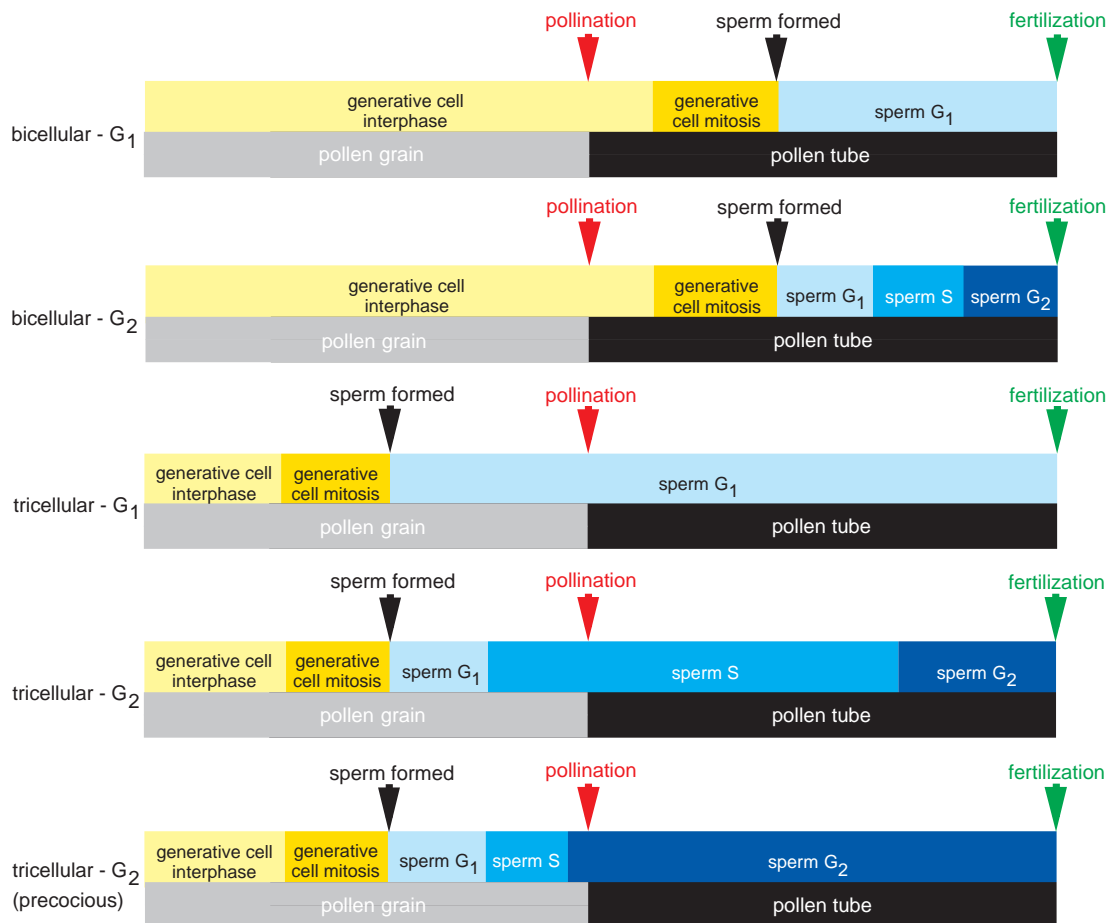 pollination sperm formed fertilization
generative cell interphase generative cell mitosis sperm G1
bicellular - G1
pollen grain pollen tube
pollination sperm formed fertilization
generative cell interphase generative cell mitosis sperm G1 sperm S sperm G2
bicellular - G2
pollen grain pollen tube
sperm formed pollination fertilization
generative cell interphase generative cell mitosis sperm G1
tricellular - G1
pollen grain pollen tube
sperm formed pollination fertilization
generative cell interphase generative cell mitosis sperm G1 sperm S sperm G2
tricellular - G2
pollen grain pollen tube
sperm formed pollination fertilization
generative cell interphase generative cell mitosis sperm G1 sperm S sperm G2
tricellular - G2
(precocious)
pollen grain pollen tube